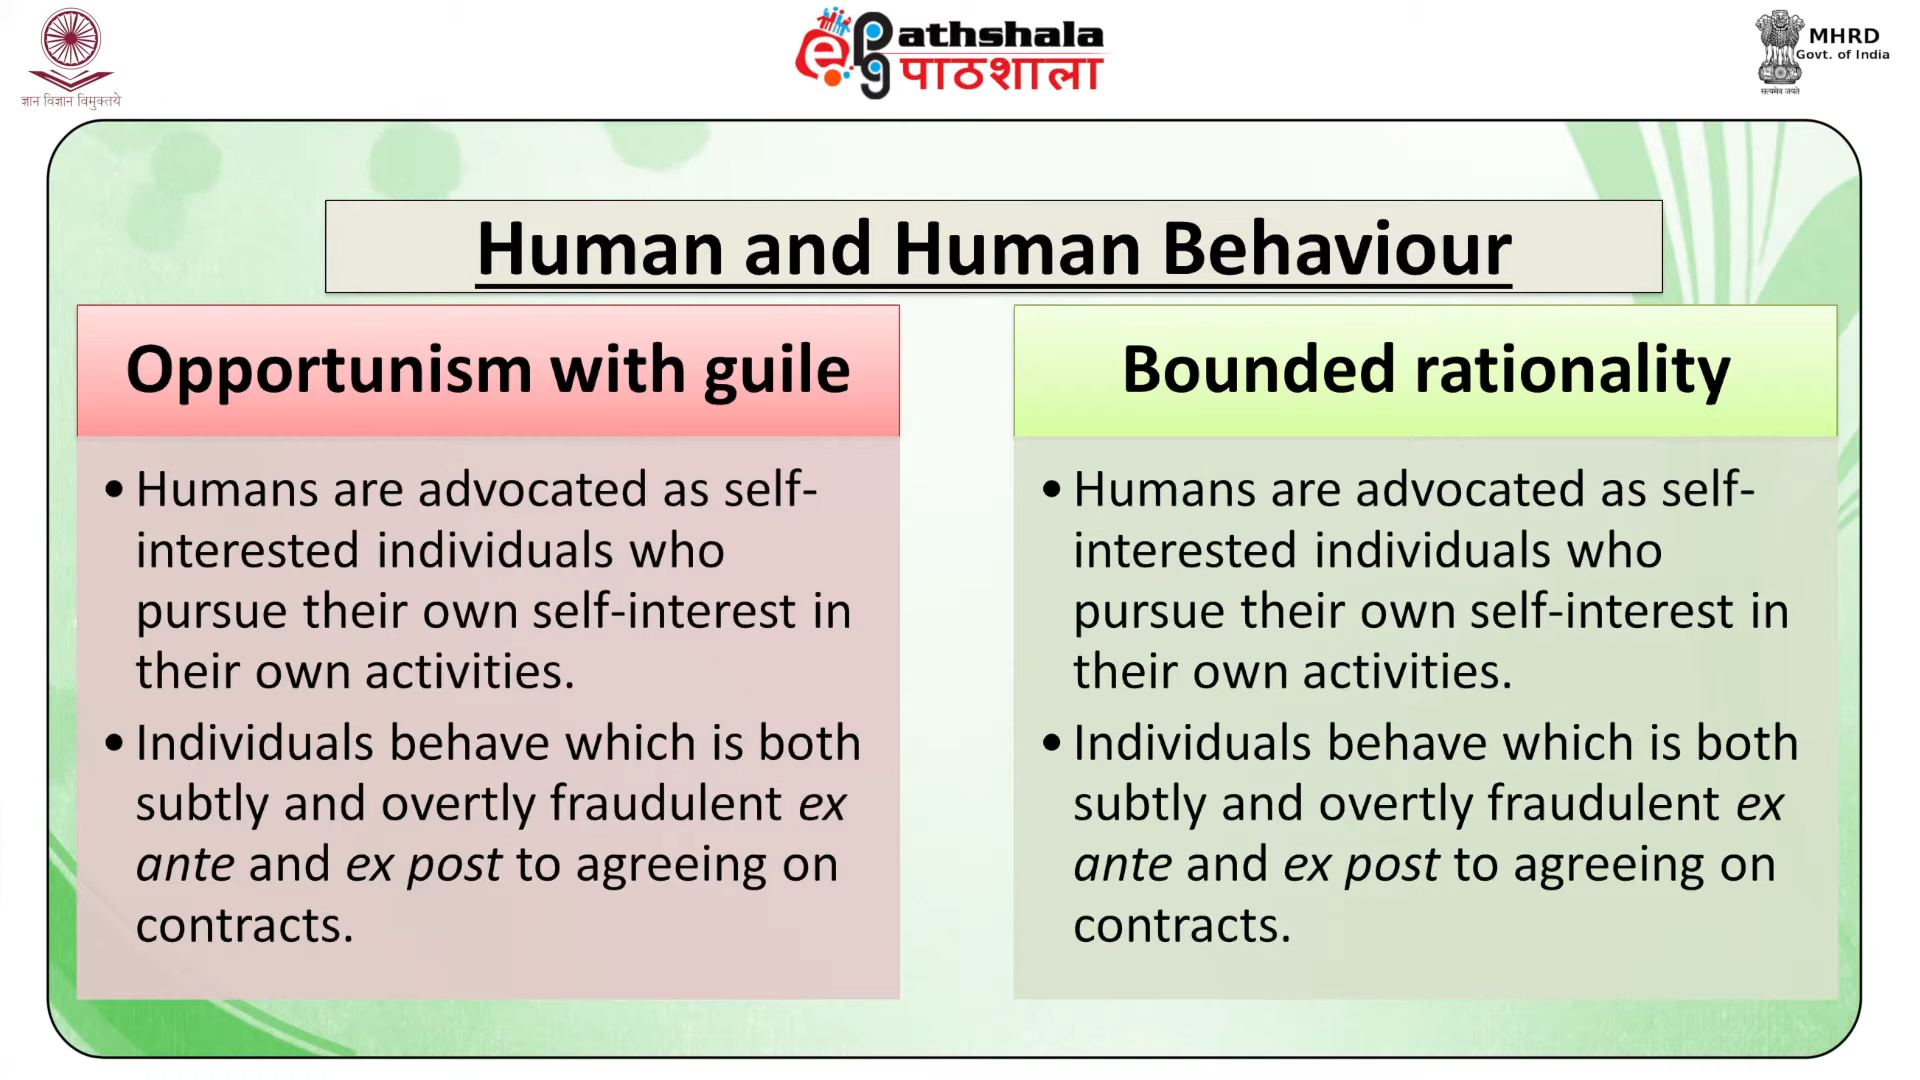 ज्ञान विज्ञान विमुक्तये
ePathshala
पाठशाला
MHRD
Govt. of India
सत्यमेव जयते
Human and Human Behaviour
Opportunism with guile
• Humans are advocated as self-
interested individuals who
pursue their own self-interest in
their own activities.
• Individuals behave which is both
subtly and overtly fraudulent ex
ante and ex post to agreeing on
contracts.
Bounded rationality
• Humans are advocated as self-
interested individuals who
pursue their own self-interest in
their own activities.
• Individuals behave which is both
subtly and overtly fraudulent ex
ante and ex post to agreeing on
contracts.